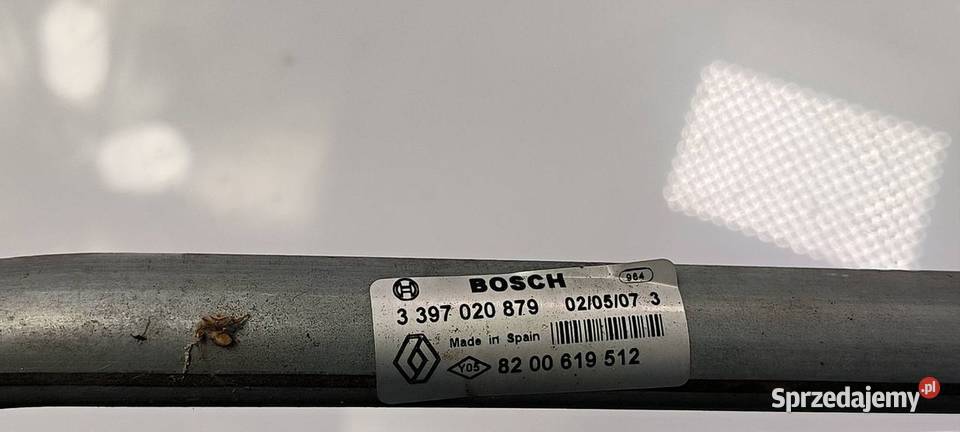 BOSCH 984
3 397 020 879 02/05/07 3
Made in Spain
Y05 82 00 619 512
Sprzedajemy.pl